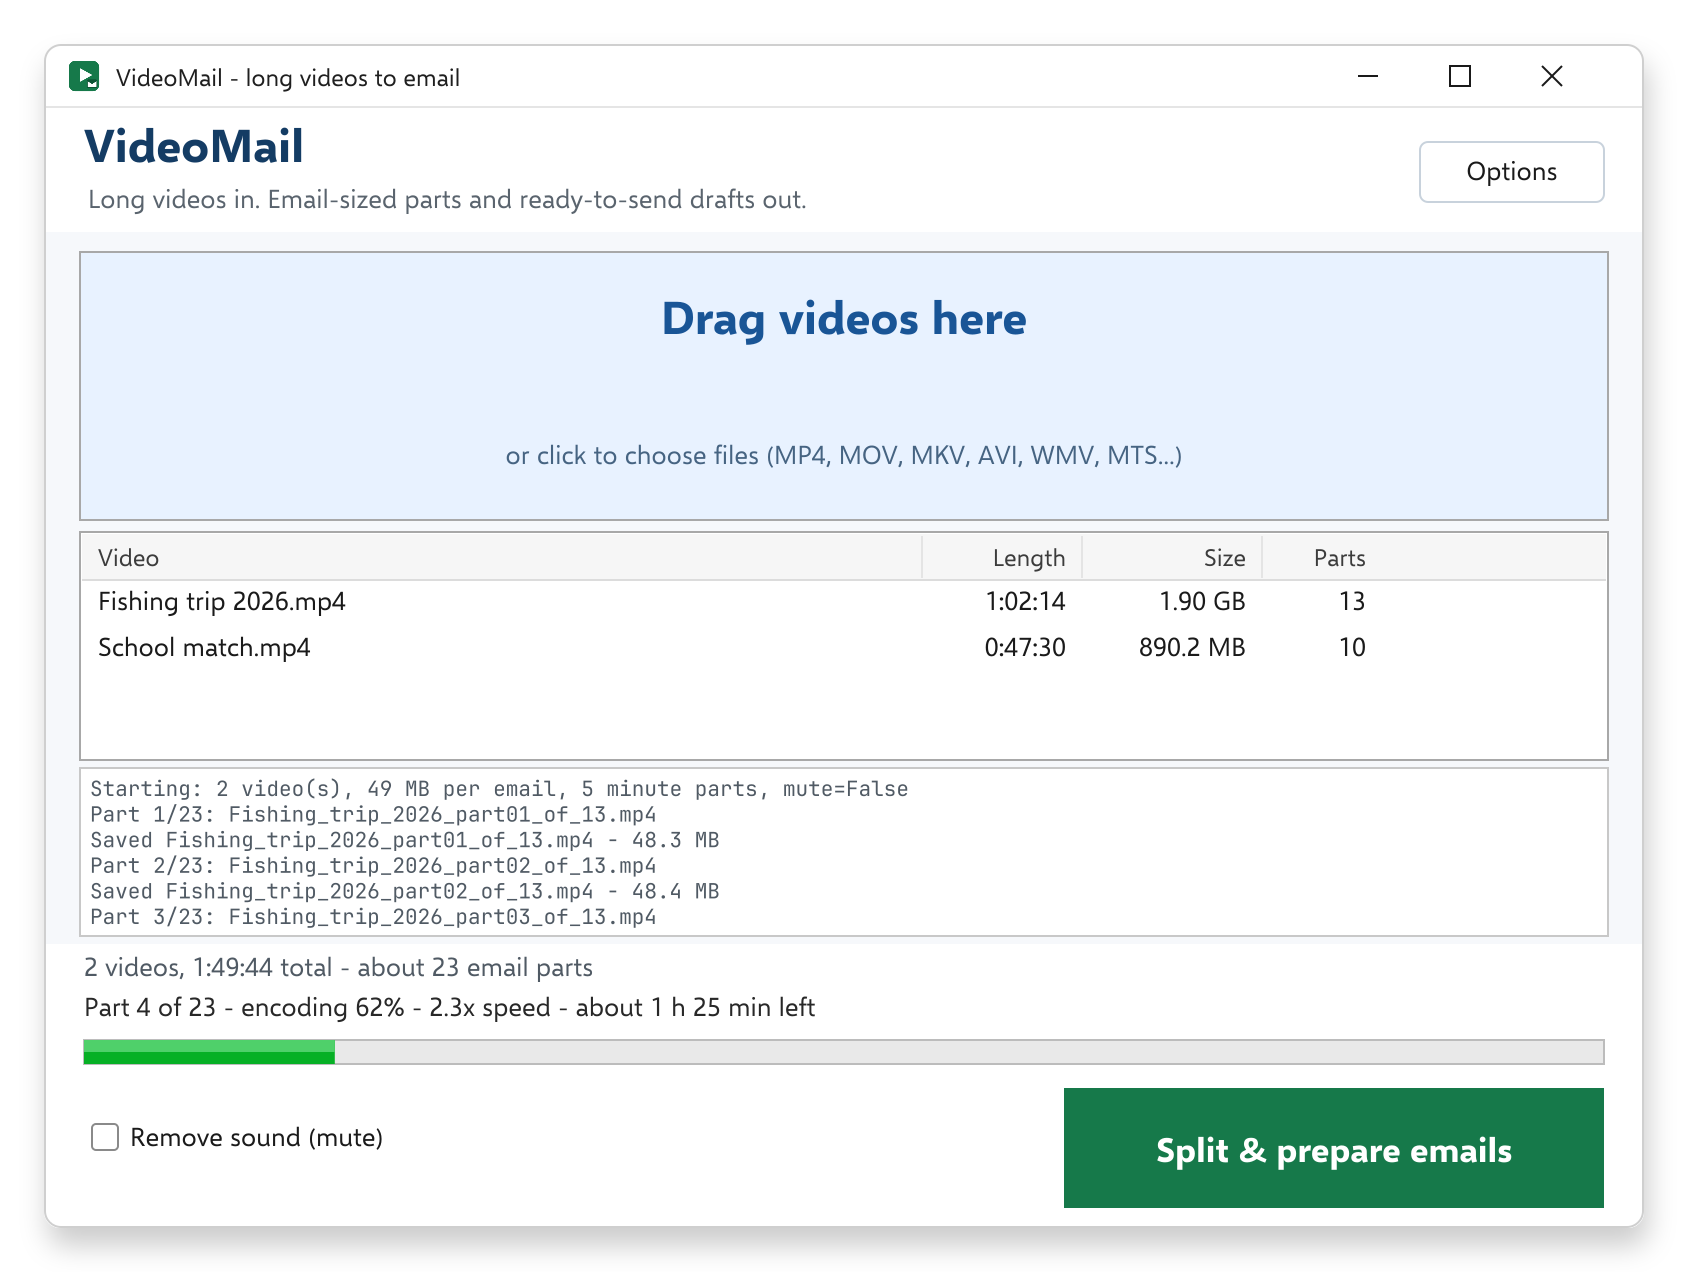 VideoMail - long videos to email
VideoMail
Options
Long videos in. Email-sized parts and ready-to-send drafts out.
Drag videos here
or click to choose files (MP4, MOV, MKV, AVI, WMV, MTS...)
Video Length Size Parts
Fishing trip 2026.mp4 1:02:14 1.90 GB 13
School match.mp4 0:47:30 890.2 MB 10
Starting: 2 video(s), 49 MB per email, 5 minute parts, mute=False
Part 1/23: Fishing_trip_2026_part01_of_13.mp4
Saved Fishing_trip_2026_part01_of_13.mp4 - 48.3 MB
Part 2/23: Fishing_trip_2026_part02_of_13.mp4
Saved Fishing_trip_2026_part02_of_13.mp4 - 48.4 MB
Part 3/23: Fishing_trip_2026_part03_of_13.mp4
2 videos, 1:49:44 total - about 23 email parts
Part 4 of 23 - encoding 62% - 2.3x speed - about 1 h 25 min left
Remove sound (mute)
Split & prepare emails